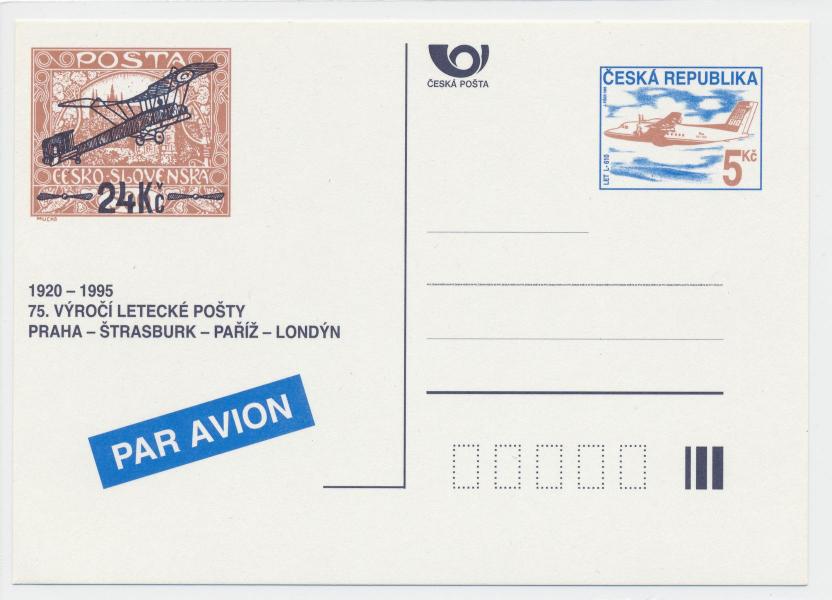 POSTA
ČESKO-SLOVENSKÁ
24Kč
MUCHA
1920 – 1995
75. VÝROČÍ LETECKÉ POŠTY
PRAHA – ŠTRASBURK – PAŘÍŽ – LONDÝN
PAR AVION
ČESKÁ POŠTA
ČESKÁ REPUBLIKA
LET L-610
5Kč